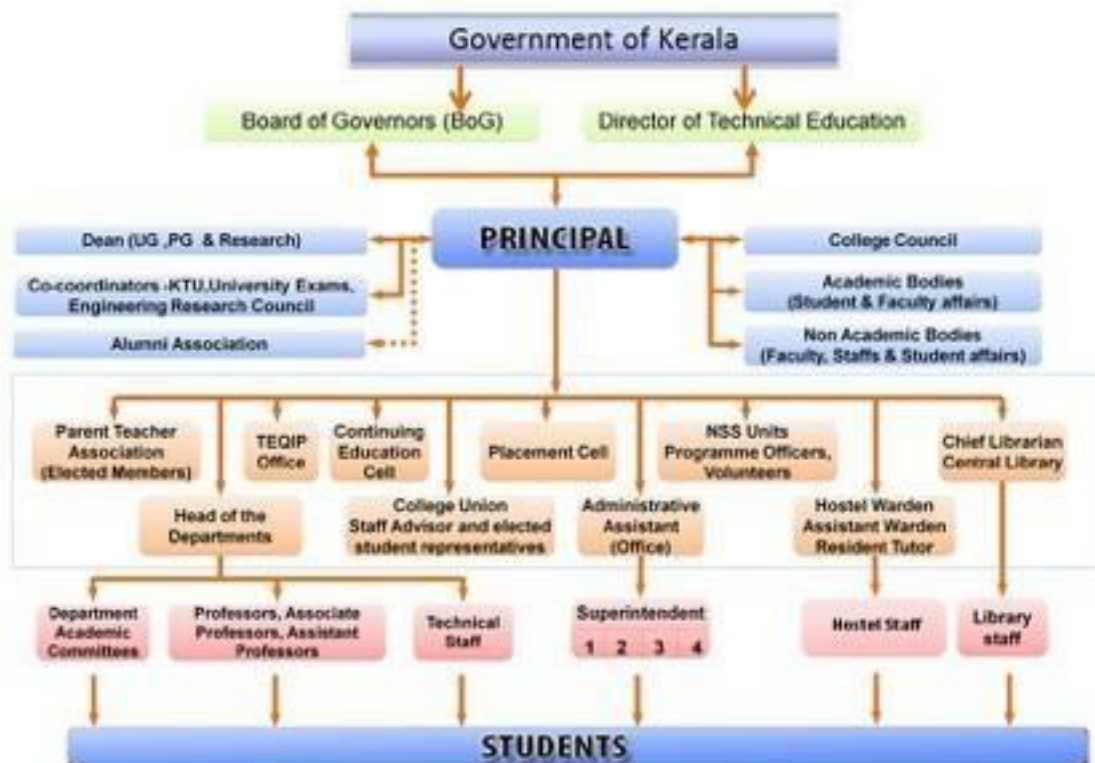 Government of Kerala
Board of Governors (BoG)
Director of Technical Education
PRINCIPAL
Dean (UG ,PG & Research)
Co-coordinators -KTU,University Exams,
Engineering Research Council
Alumni Association
College Council
Academic Bodies
(Student & Faculty affairs)
Non Academic Bodies
(Faculty, Staffs & Student affairs)
Parent Teacher
Association
(Elected Members)
TEQIP
Office
Continuing
Education
Cell
Placement Cell
NSS Units
Programme Officers,
Volunteers
Chief Librarian
Central Library
Head of the
Departments
College Union
Staff Advisor and elected
student representatives
Administrative
Assistant
(Office)
Hostel Warden
Assistant Warden
Resident Tutor
Department
Academic
Committees
Professors, Associate
Professors, Assistant
Professors
Technical
Staff
Superintendent
1 2 3 4
Hostel Staff
Library
staff
STUDENTS